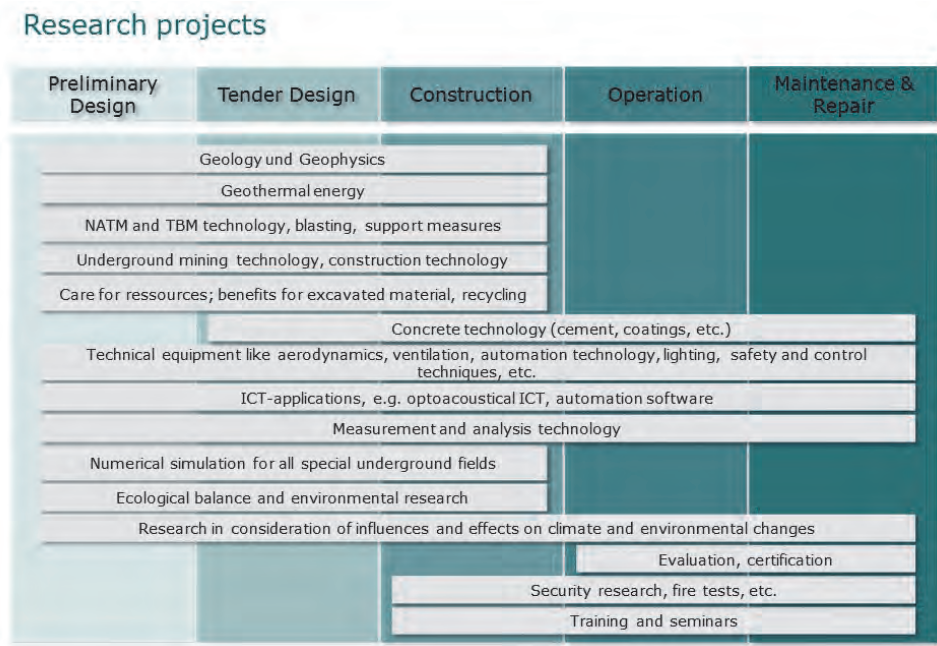 Research projects
Preliminary
Design
Tender Design
Construction
Operation
Maintenance &
Repair
Geology und Geophysics
Geothermal energy
NATM and TBM technology, blasting, support measures
Underground mining technology, construction technology
Care for ressources; benefits for excavated material, recycling
Concrete technology (cement, coatings, etc.)
Technical equipment like aerodynamics, ventilation, automation technology, lighting, safety and control
techniques, etc.
ICT-applications, e.g. optoacoustical ICT, automation software
Measurement and analysis technology
Numerical simulation for all special underground fields
Ecological balance and environmental research
Research in consideration of influences and effects on climate and environmental changes
Evaluation, certification
Security research, fire tests, etc.
Training and seminars